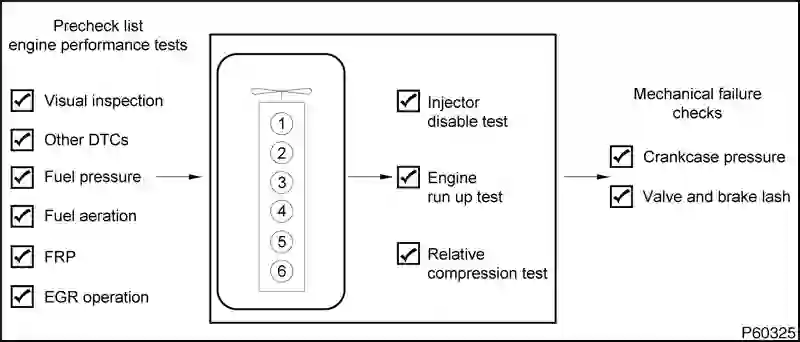 Precheck list
engine performance tests
Visual inspection
Other DTCs
Fuel pressure
Fuel aeration
FRP
EGR operation
1
2
3
4
5
6
Injector
disable test
Engine
run up test
Relative
compression test
Mechanical failure
checks
Crankcase pressure
Valve and brake lash
P60325